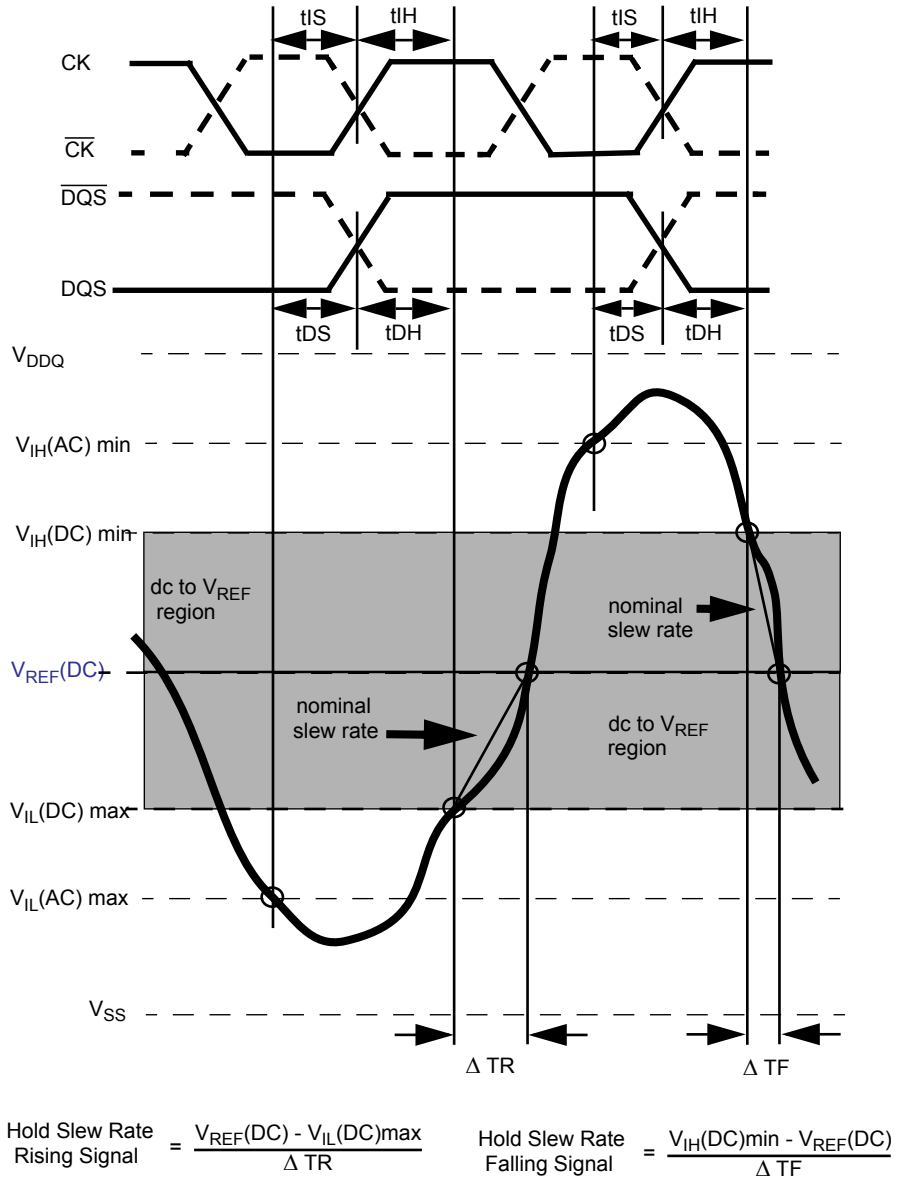 tIS tIH tIS tIH
CK
CK
DQS
DQS
tDS tDH tDS tDH
VDDQ
VIH(AC) min
VIH(DC) min
dc to VREF
region
nominal
slew rate
VREF(DC)
nominal
slew rate
dc to VREF
region
VIL(DC) max
VIL(AC) max
VSS
Δ TR Δ TF
Hold Slew Rate
Rising Signal
= VREF(DC) - VIL(DC)max
Δ TR
Hold Slew Rate
Falling Signal
= VIH(DC)min - VREF(DC)
Δ TF